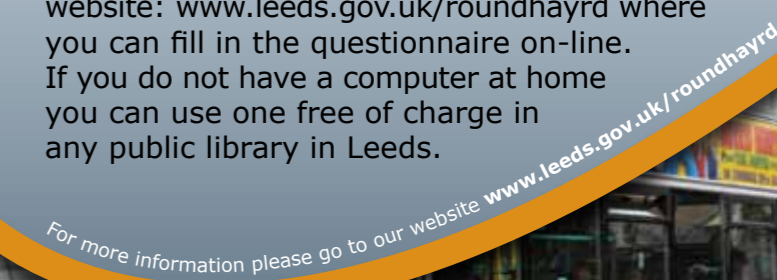 website: www.leeds.gov.uk/roundhayrd where
you can fill in the questionnaire on-line.
If you do not have a computer at home
you can use one free of charge in
any public library in Leeds.
For more information please go to our website www.leeds.gov.uk/roundhayrd